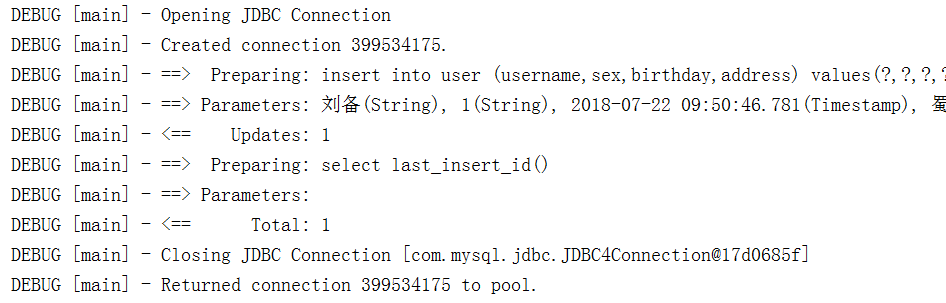 DEBUG [main] - Opening JDBC Connection
DEBUG [main] - Created connection 399534175.
DEBUG [main] - ==>  Preparing: insert into user (username,sex,birthday,address) values(?,?,?,?
DEBUG [main] - ==> Parameters: 刘备(String), 1(String), 2018-07-22 09:50:46.781(Timestamp), 蜀
DEBUG [main] - <==    Updates: 1
DEBUG [main] - ==>  Preparing: select last_insert_id()
DEBUG [main] - ==> Parameters:
DEBUG [main] - <==      Total: 1
DEBUG [main] - Closing JDBC Connection [com.mysql.jdbc.JDBC4Connection@17d0685f]
DEBUG [main] - Returned connection 399534175 to pool.